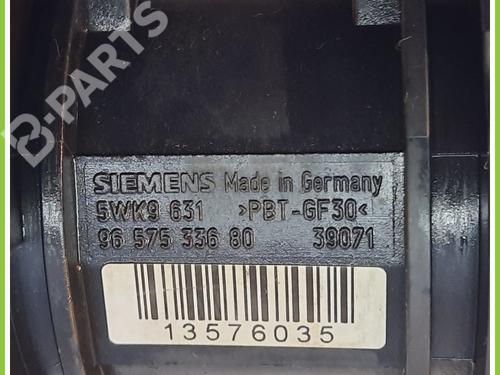 B-PARTS
SIEMENS Made in Germany
5WK9 631 >PBT-GF30<
96 575 336 80 39071
13576035